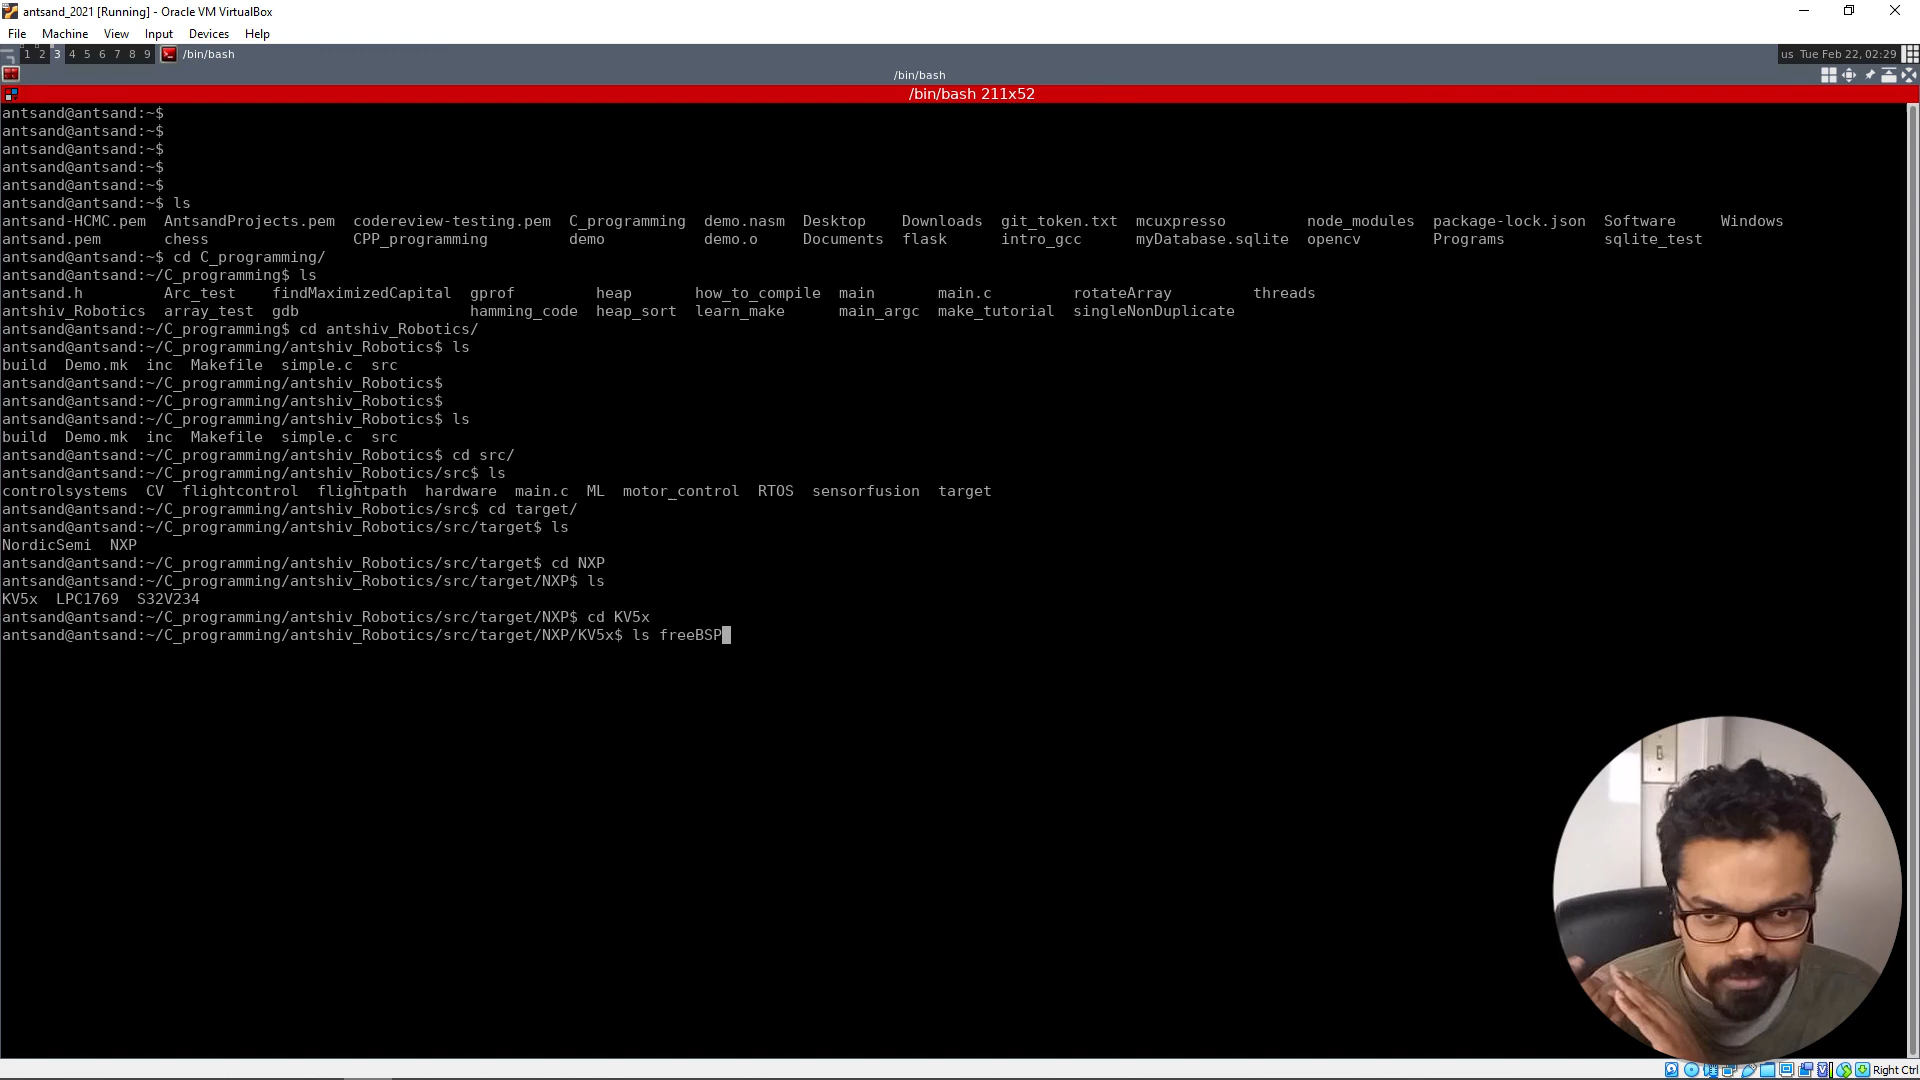 antsand_2021 [Running] - Oracle VM VirtualBox
File Machine View Input Devices Help
1 2 3 4 5 6 7 8 9 /bin/bash us Tue Feb 22, 02:29
/bin/bash
/bin/bash 211x52
antsand@antsand:~$
antsand@antsand:~$
antsand@antsand:~$
antsand@antsand:~$
antsand@antsand:~$
antsand@antsand:~$ ls
antsand-HCMC.pem AntsandProjects.pem codereview-testing.pem C_programming demo.nasm Desktop Downloads git_token.txt mcuxpresso node_modules package-lock.json Software Windows
antsand.pem chess CPP_programming demo demo.o Documents flask intro_gcc myDatabase.sqlite opencv Programs sqlite_test
antsand@antsand:~$ cd C_programming/
antsand@antsand:~/C_programming$ ls
antsand.h Arc_test findMaximizedCapital gprof heap how_to_compile main main.c rotateArray threads
antshiv_Robotics array_test gdb hamming_code heap_sort learn_make main_argc make_tutorial singleNonDuplicate
antsand@antsand:~/C_programming$ cd antshiv_Robotics/
antsand@antsand:~/C_programming/antshiv_Robotics$ ls
build Demo.mk inc Makefile simple.c src
antsand@antsand:~/C_programming/antshiv_Robotics$
antsand@antsand:~/C_programming/antshiv_Robotics$
antsand@antsand:~/C_programming/antshiv_Robotics$ ls
build Demo.mk inc Makefile simple.c src
antsand@antsand:~/C_programming/antshiv_Robotics$ cd src/
antsand@antsand:~/C_programming/antshiv_Robotics/src$ ls
controlsystems CV flightcontrol flightpath hardware main.c ML motor_control RTOS sensorfusion target
antsand@antsand:~/C_programming/antshiv_Robotics/src$ cd target/
antsand@antsand:~/C_programming/antshiv_Robotics/src/target$ ls
NordicSemi NXP
antsand@antsand:~/C_programming/antshiv_Robotics/src/target$ cd NXP
antsand@antsand:~/C_programming/antshiv_Robotics/src/target/NXP$ ls
KV5x LPC1769 S32V234
antsand@antsand:~/C_programming/antshiv_Robotics/src/target/NXP$ cd KV5x
antsand@antsand:~/C_programming/antshiv_Robotics/src/target/NXP/KV5x$ ls freeBSP
Right Ctrl